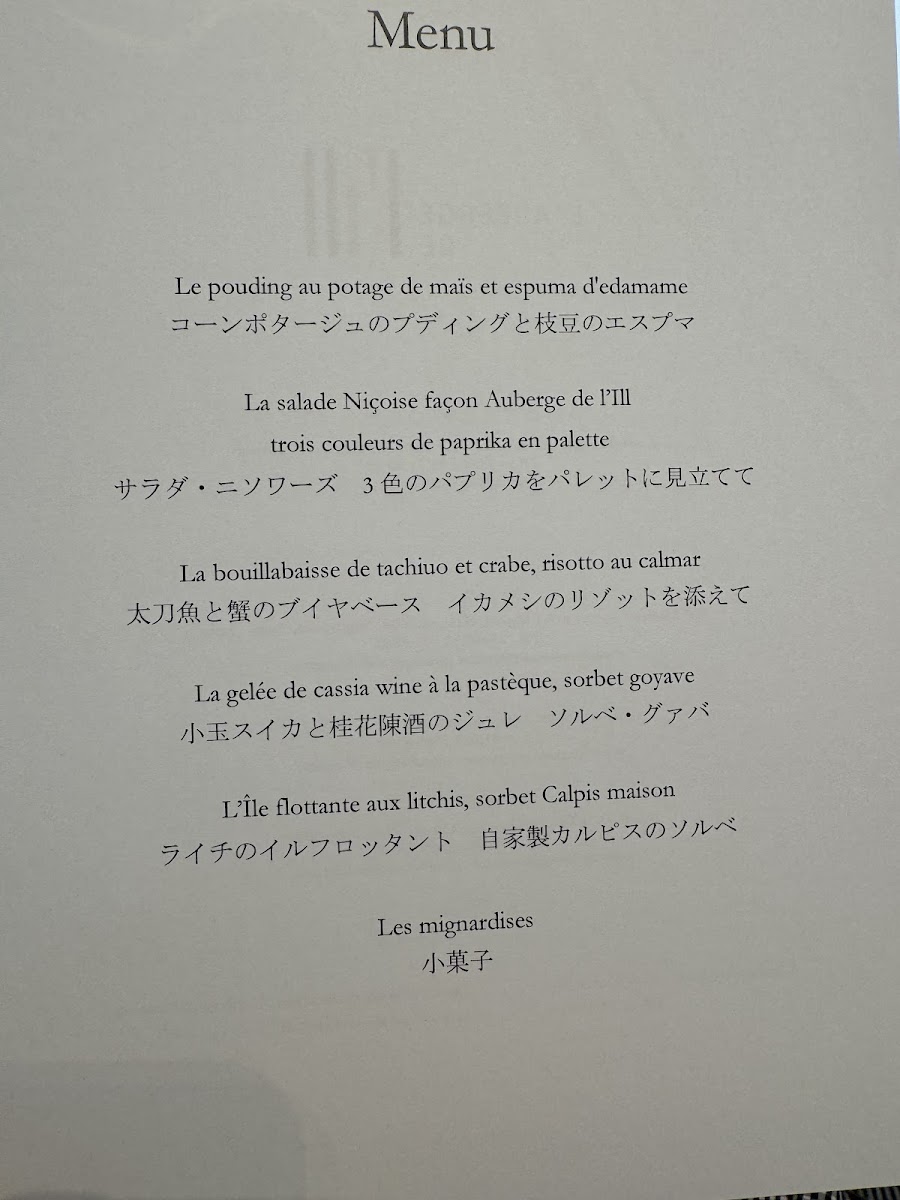 Menu
Le pouding au potage de maïs et espuma d'edamame
コーンポタージュのプディングと枝豆のエスプマ
La salade Niçoise façon Auberge de l’Ill
trois couleurs de paprika en palette
サラダ・ニソワーズ　3 色のパプリカをパレットに見立てて
La bouillabaisse de tachiuo et crabe, risotto au calmar
太刀魚と蟹のブイヤベース　イカメシのリゾットを添えて
La gelée de cassia wine à la pastèque, sorbet goyave
小玉スイカと桂花陳酒のジュレ　ソルベ・グァバ
L’Île flottante aux litchis, sorbet Calpis maison
ライチのイルフロッタント　自家製カルピスのソルベ
Les mignardises
小菓子